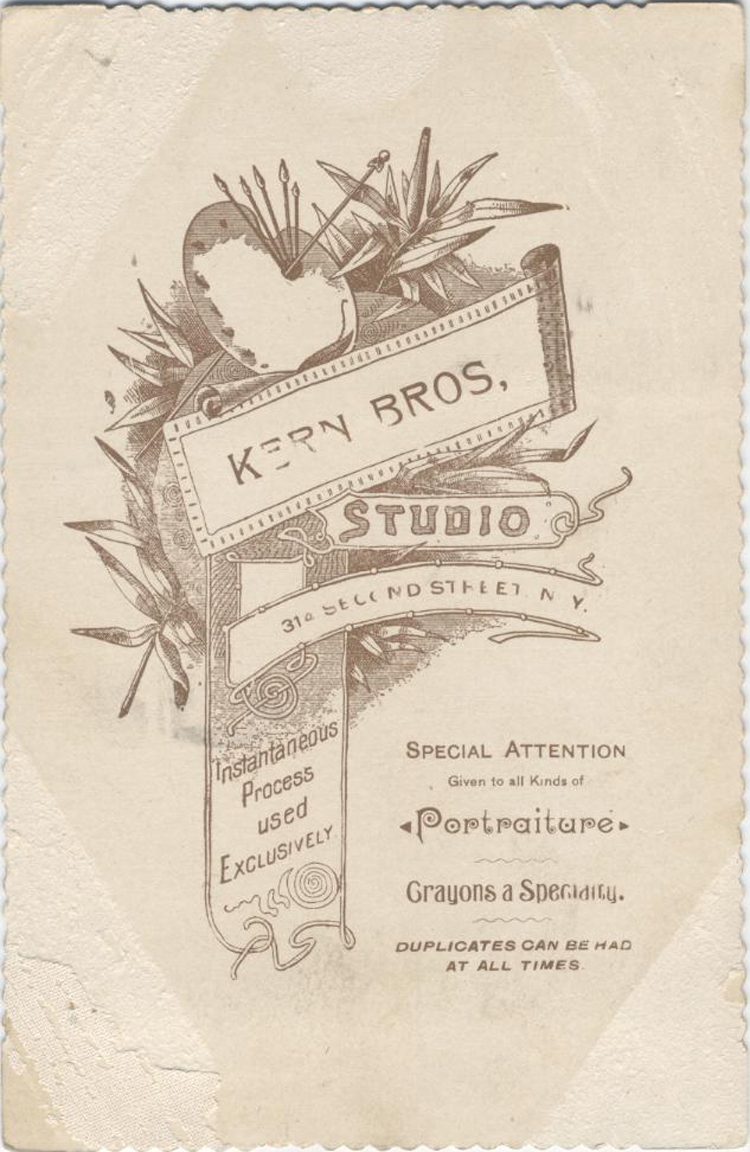 KERN BROS,
STUDIO
SECOND STREET. N Y.
Instantaneous
Process
used
EXCLUSIVELY.
SPECIAL ATTENTION
Given to all Kinds of
Portraiture
Crayons a Specialty.
DUPLICATES CAN BE HAD
AT ALL TIMES.